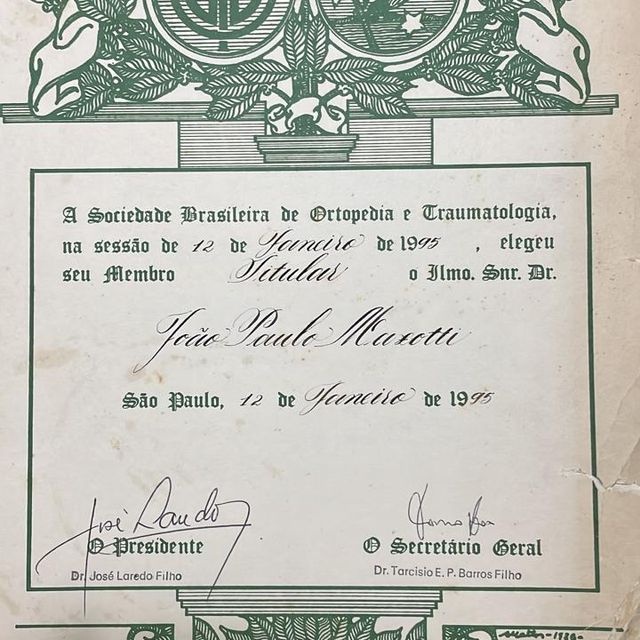 A Sociedade Brasileira de Ortopedia e Traumatologia,
na sessão de 12 de Janeiro de 1995 , elegeu
seu Membro Titular o Ilmo. Snr. Dr.
João Paulo Mazotti
São Paulo, 12 de Janeiro de 1995
O Presidente
O Secretário Geral
Dr. José Laredo Filho
Dr. Tarcisio E. P. Barros Filho